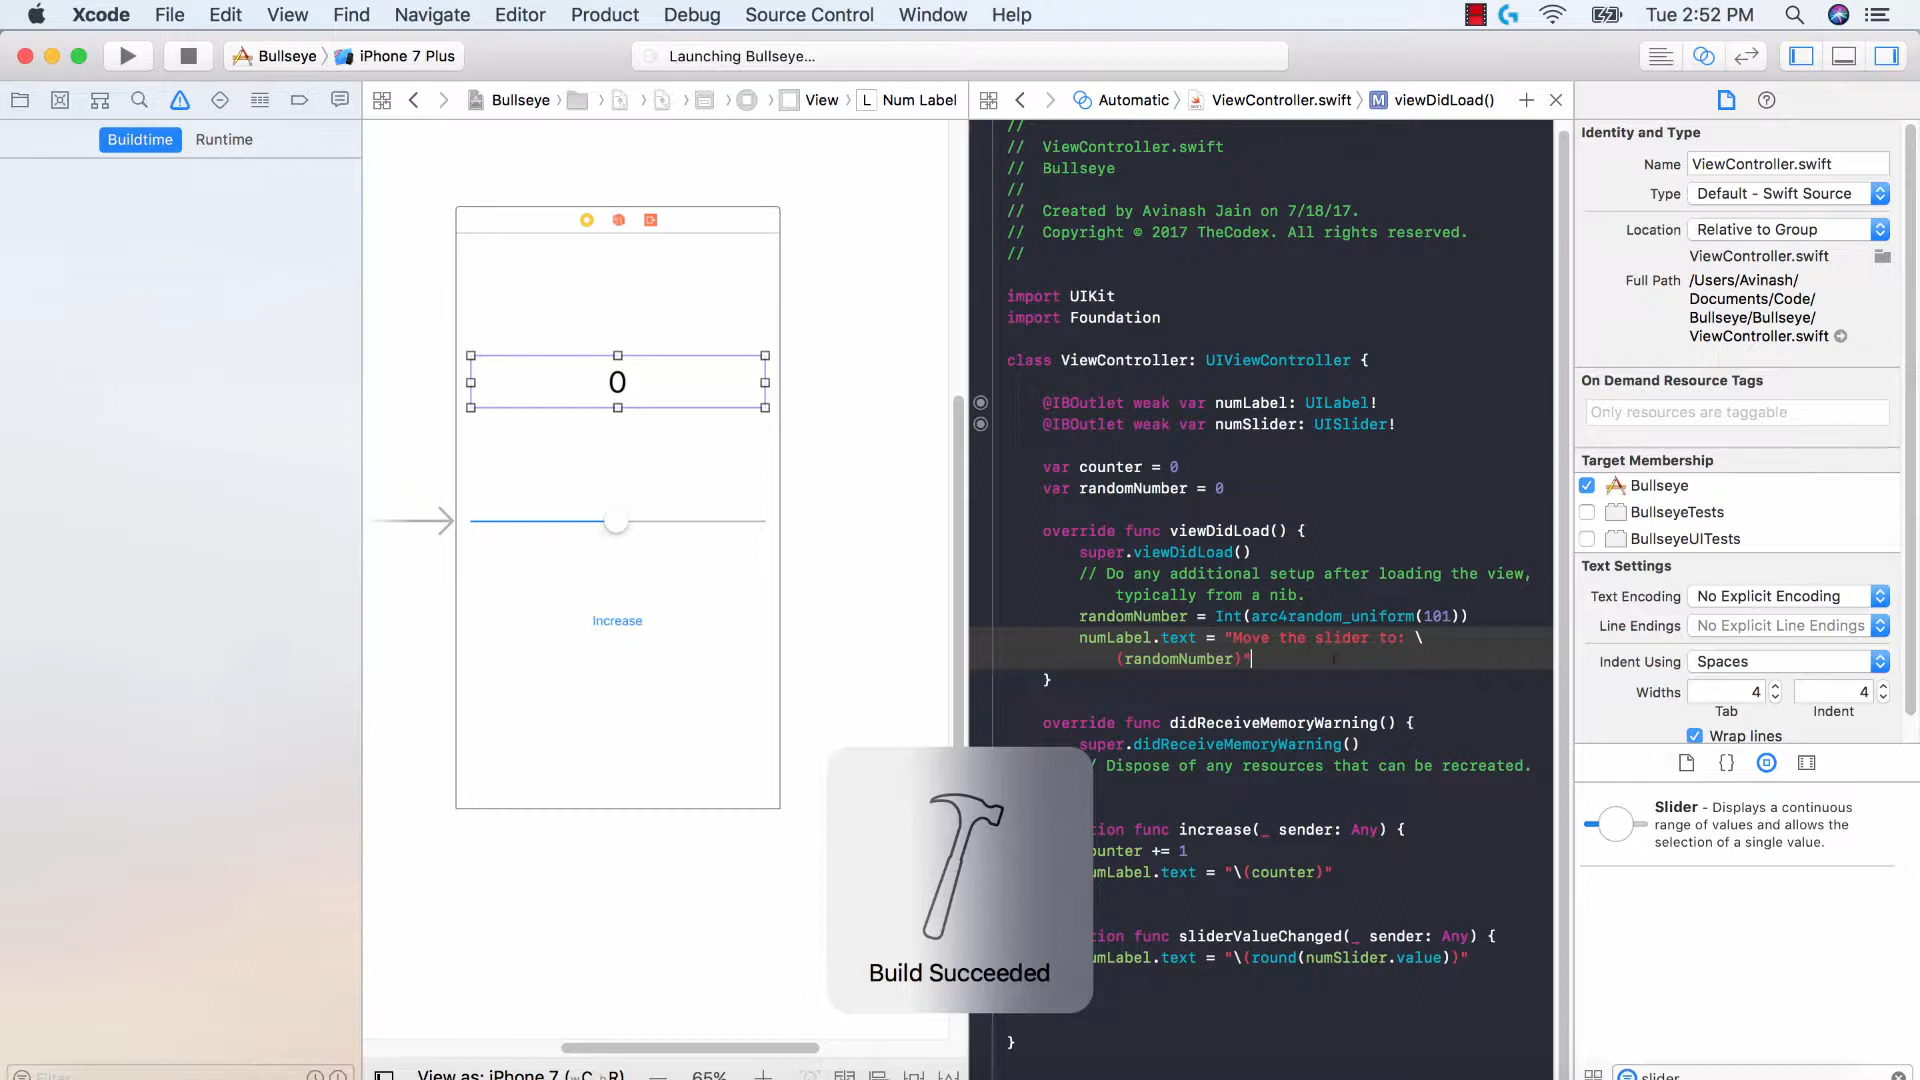 Xcode File Edit View Find Navigate Editor Product Debug Source Control Window Help
Tue 2:52 PM
Bullseye iPhone 7 Plus
Launching Bullseye...
Bullseye View L Num Label
Automatic ViewController.swift M viewDidLoad()
Buildtime Runtime
0
Increase
//
// ViewController.swift
// Bullseye
//
// Created by Avinash Jain on 7/18/17.
// Copyright © 2017 TheCodex. All rights reserved.
//
import UIKit
import Foundation
class ViewController: UIViewController {
@IBOutlet weak var numLabel: UILabel!
@IBOutlet weak var numSlider: UISlider!
var counter = 0
var randomNumber = 0
override func viewDidLoad() {
super.viewDidLoad()
// Do any additional setup after loading the view,
typically from a nib.
randomNumber = Int(arc4random_uniform(101))
numLabel.text = "Move the slider to: \
(randomNumber)"
}
override func didReceiveMemoryWarning() {
super.didReceiveMemoryWarning()
/ Dispose of any resources that can be recreated.
tion func increase(_ sender: Any) {
ounter += 1
umLabel.text = "\(counter)"
tion func sliderValueChanged(_ sender: Any) {
umLabel.text = "\(round(numSlider.value))"
}
Build Succeeded
Identity and Type
Name ViewController.swift
Type Default - Swift Source
Location Relative to Group
ViewController.swift
Full Path /Users/Avinash/
Documents/Code/
Bullseye/Bullseye/
ViewController.swift
On Demand Resource Tags
Only resources are taggable
Target Membership
Bullseye
BullseyeTests
BullseyeUITests
Text Settings
Text Encoding No Explicit Encoding
Line Endings No Explicit Line Endings
Indent Using Spaces
Widths 4 4
Tab Indent
Wrap lines
{}
Slider - Displays a continuous
range of values and allows the
selection of a single value.
Filter
View as: iPhone 7 (wC hR)
65%
slider